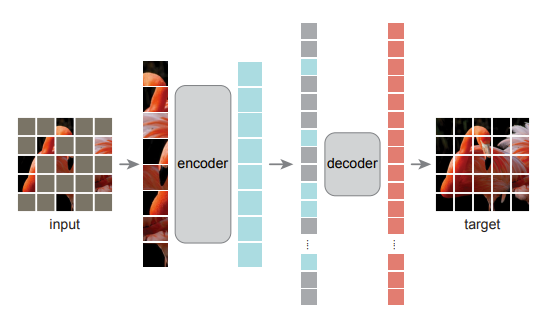 encoder
decoder
input
target